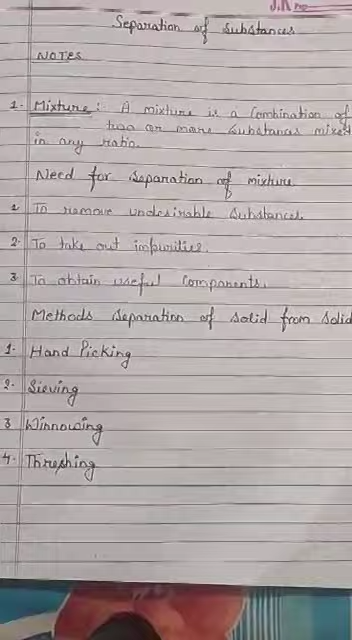 Separation of Substances
NOTES
1. Mixture: A mixture is a Combination of
two or more Substances mixed
in any ratio.
Need for Separation of mixture
1. To remove undesirable Substances.
2. To take out impurities.
3 To obtain useful Components.
Methods Separation of Solid from Solid
1. Hand Picking
2. Sieving
3 Winnowing
4. Threshing